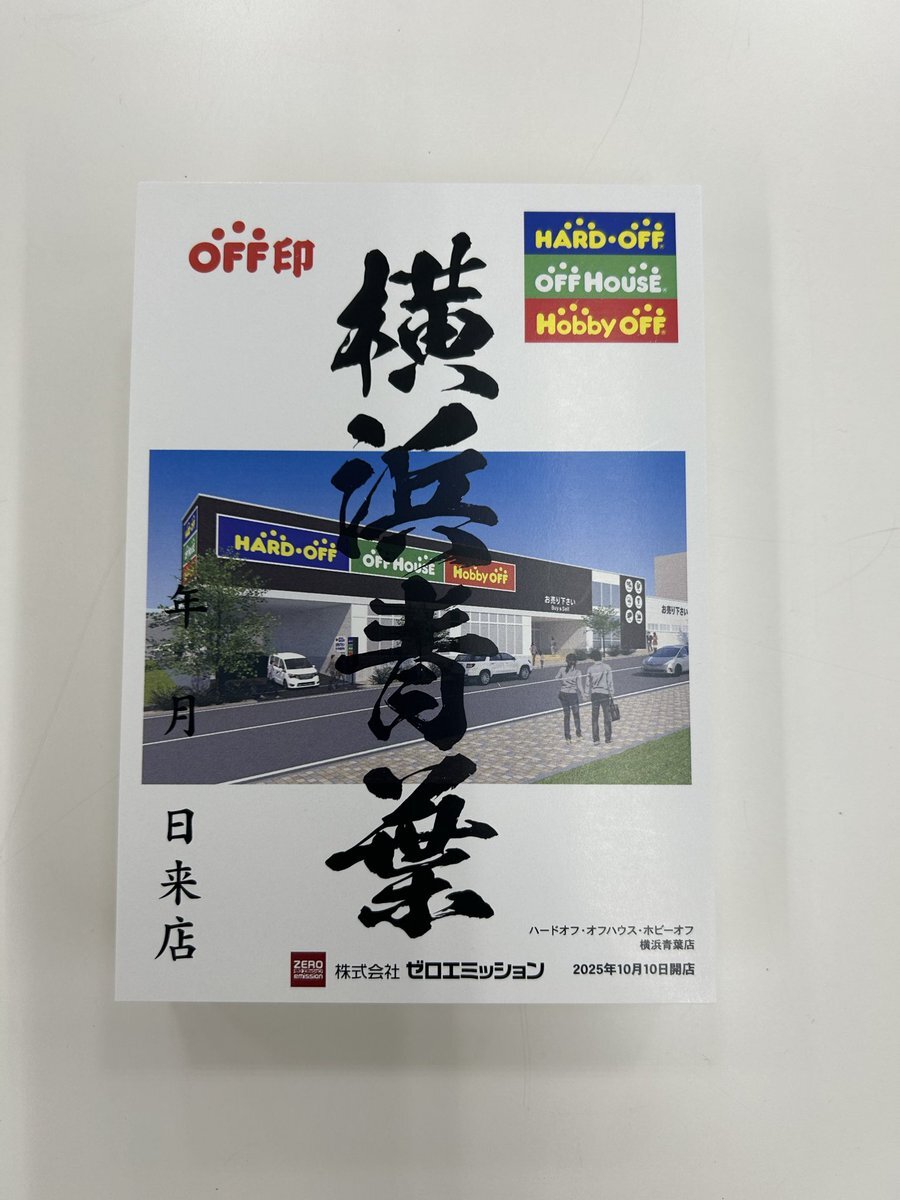 OFF印
HARD・OFF
OFF HOUSE
Hobby OFF
横浜青葉
HARD・OFF
OFF HOUSE
Hobby OFF
お売り下さい
Buy&Sell
お売り下さい
年 月 日来店
ハードオフ・オフハウス・ホビーオフ
横浜青葉店
ZERO
emission
株式会社 ゼロエミッション
2025年10月10日開店